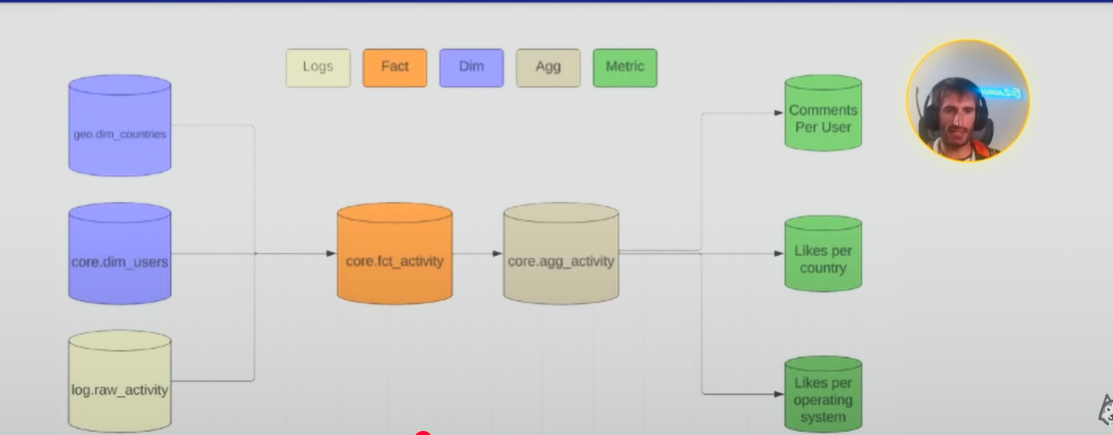 Logs
Fact
Dim
Agg
Metric
geo.dim_countries
core.dim_users
log.raw_activity
core.fct_activity
core.agg_activity
Comments
Per User
Likes per
country
Likes per
operating
system